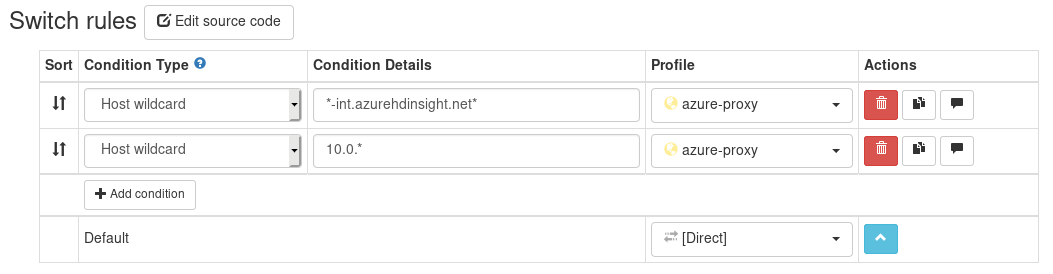 Switch rules Edit source code
Sort Condition Type Condition Details Profile Actions
Host wildcard *-int.azurehdinsight.net* azure-proxy
Host wildcard 10.0.* azure-proxy
Add condition
Default [Direct]